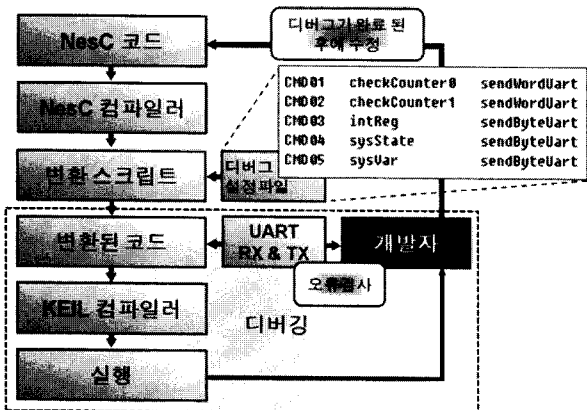 NesC 코드
디버그가 완료 된
후에 수정
NesC 컴파일러
CMD01 checkCounter0 sendWordUart
CMD02 checkCounter1 sendWordUart
CMD03 intReg sendByteUart
CMD04 sysState sendByteUart
CMD05 sysVar sendByteUart
변환 스크립트
디버그
설정파일
변환된 코드
UART
RX & TX
개발자
오류검사
KEIL 컴파일러
디버깅
실행